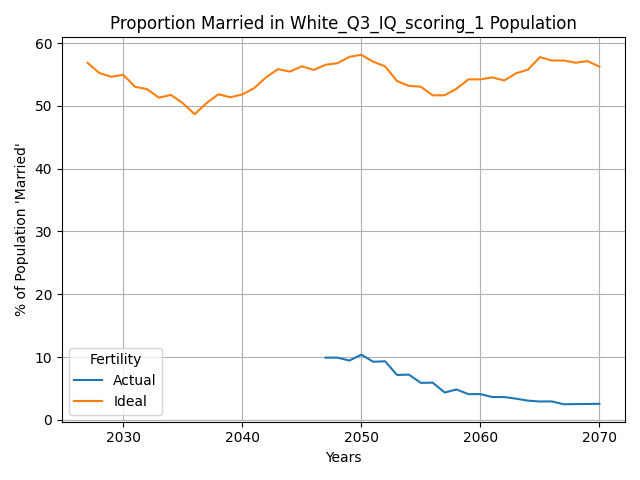 Proportion Married in White_Q3_IQ_scoring_1 Population
% of Population 'Married'
60
50
40
30
20
10
0
Fertility
Actual
Ideal
2030
2040
2050
2060
2070
Years